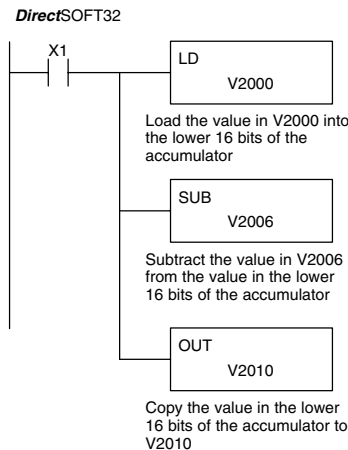 DirectSOFT32
X1
LD
V2000
Load the value in V2000 into
the lower 16 bits of the
accumulator
SUB
V2006
Subtract the value in V2006
from the value in the lower
16 bits of the accumulator
OUT
V2010
Copy the value in the lower
16 bits of the accumulator to
V2010